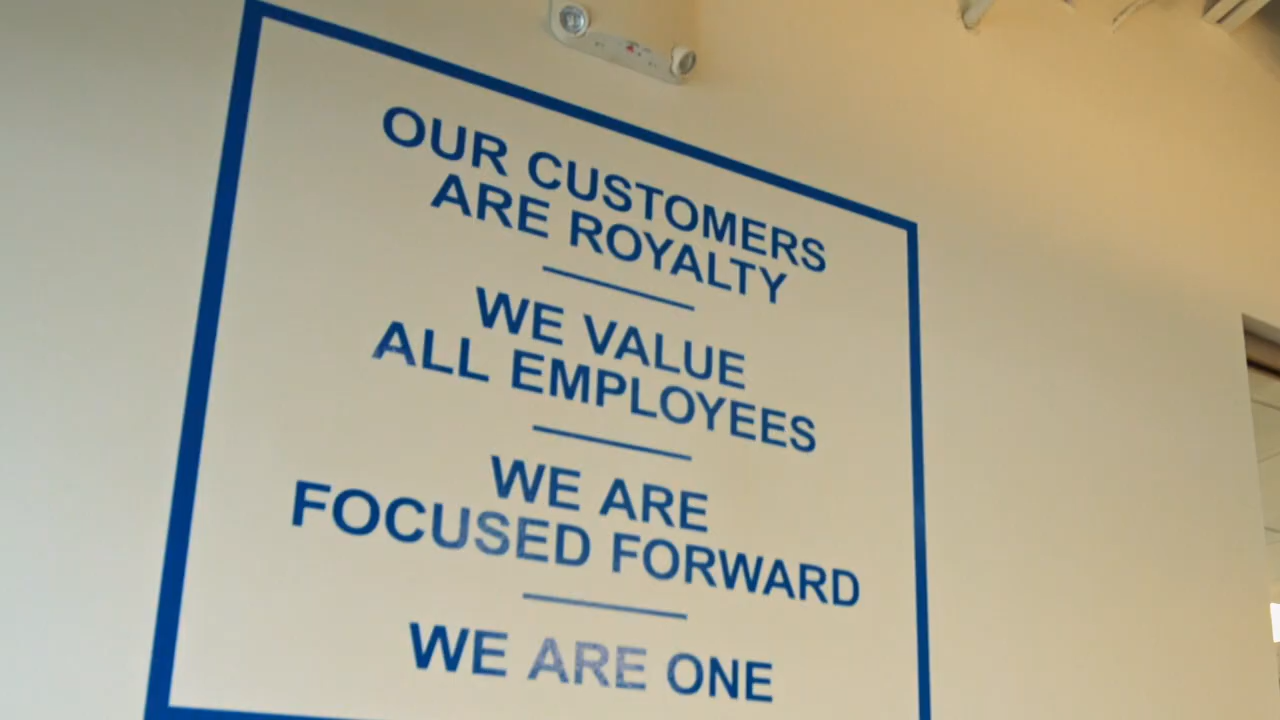 OUR CUSTOMERS
ARE ROYALTY
WE VALUE
ALL EMPLOYEES
WE ARE
FOCUSED FORWARD
WE ARE ONE